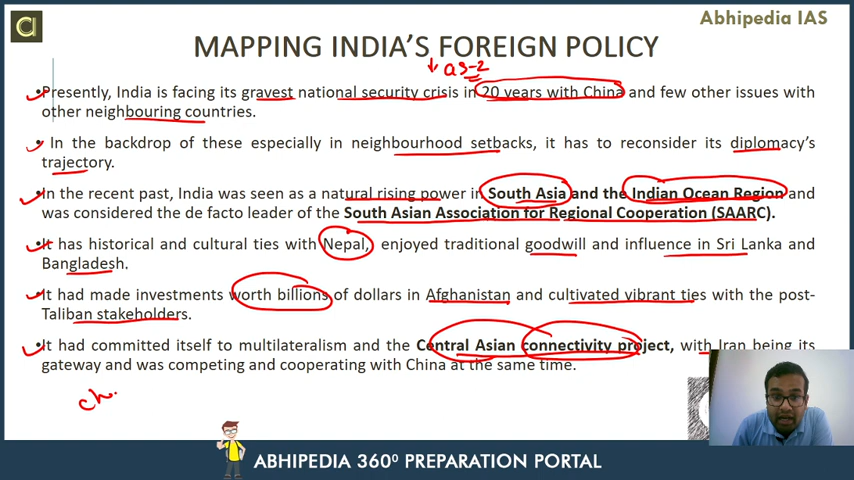 Abhipedia IAS
a
MAPPING INDIA'S FOREIGN POLICY
GS-2
•Presently, India is facing its gravest national security crisis in 20 years with China and few other issues with
other neighbouring countries.
• In the backdrop of these especially in neighbourhood setbacks, it has to reconsider its diplomacy's
trajectory.
•In the recent past, India was seen as a natural rising power in South Asia and the Indian Ocean Region and
was considered the de facto leader of the South Asian Association for Regional Cooperation (SAARC).
•It has historical and cultural ties with Nepal, enjoyed traditional goodwill and influence in Sri Lanka and
Bangladesh.
•It had made investments worth billions of dollars in Afghanistan and cultivated vibrant ties with the post-
Taliban stakeholders.
•It had committed itself to multilateralism and the Central Asian connectivity project, with Iran being its
gateway and was competing and cooperating with China at the same time.
ch.
ABHIPEDIA 360⁰ PREPARATION PORTAL